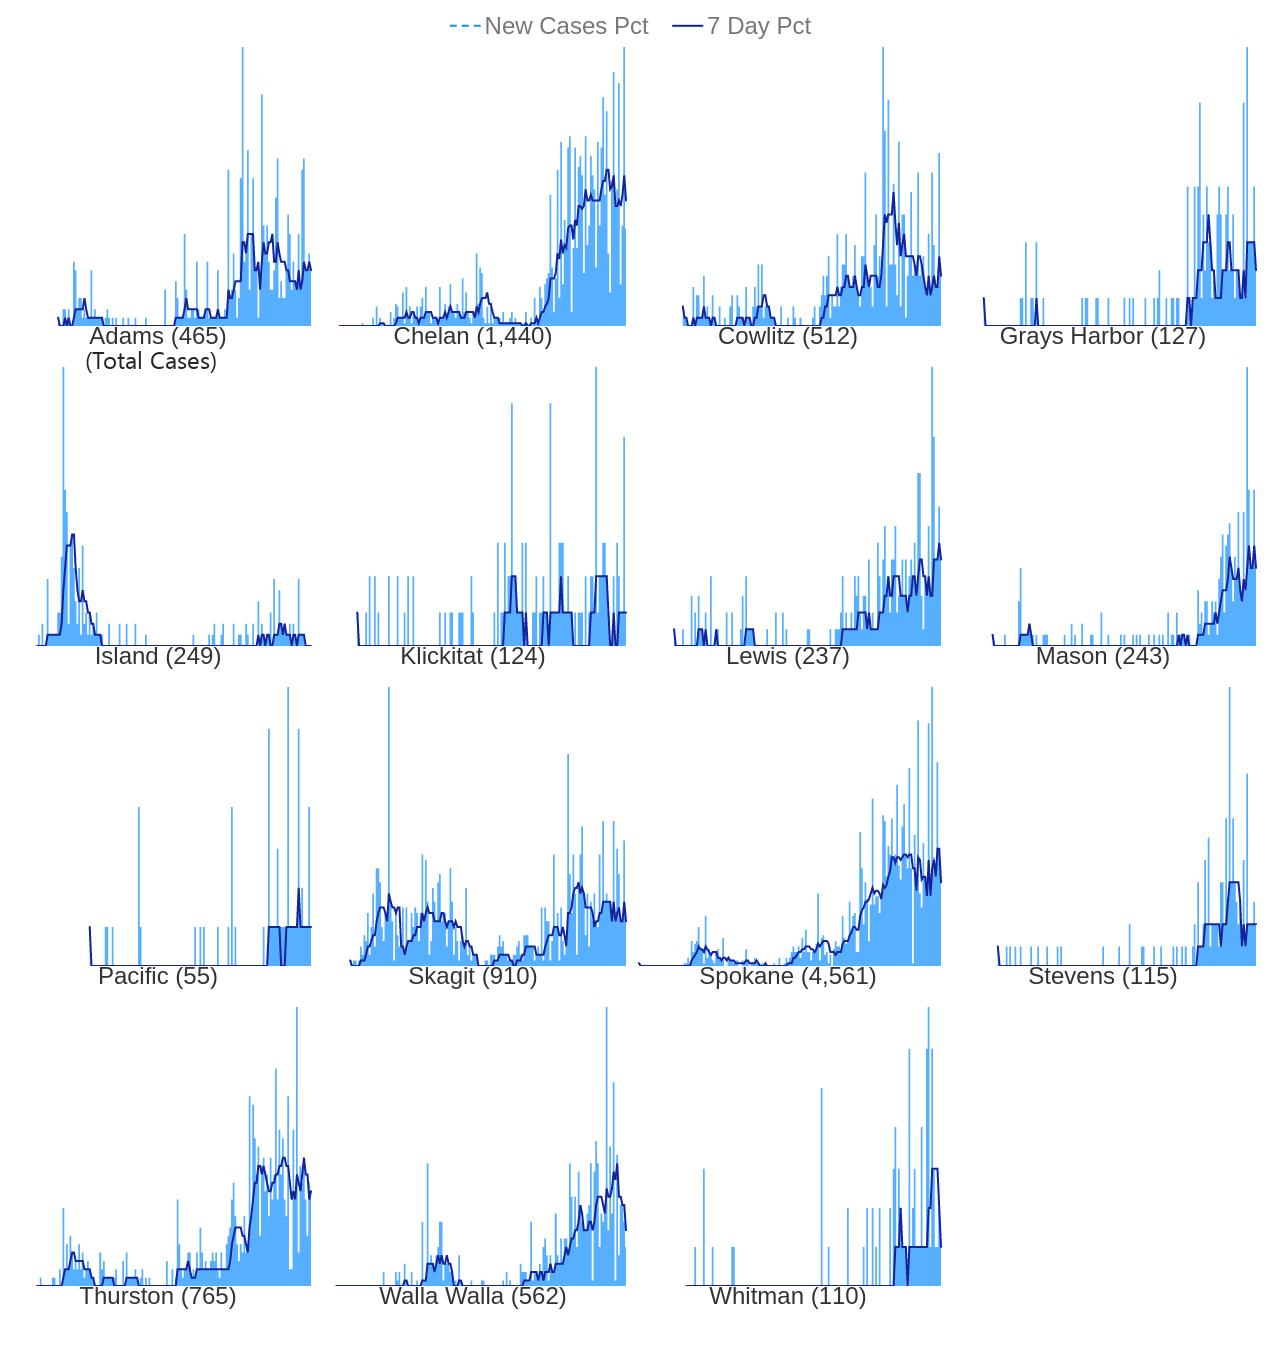 New Cases Pct 7 Day Pct
Adams (465) Chelan (1,440) Cowlitz (512) Grays Harbor (127)
(Total Cases)
Island (249) Klickitat (124) Lewis (237) Mason (243)
Pacific (55) Skagit (910) Spokane (4,561) Stevens (115)
Thurston (765) Walla Walla (562) Whitman (110)